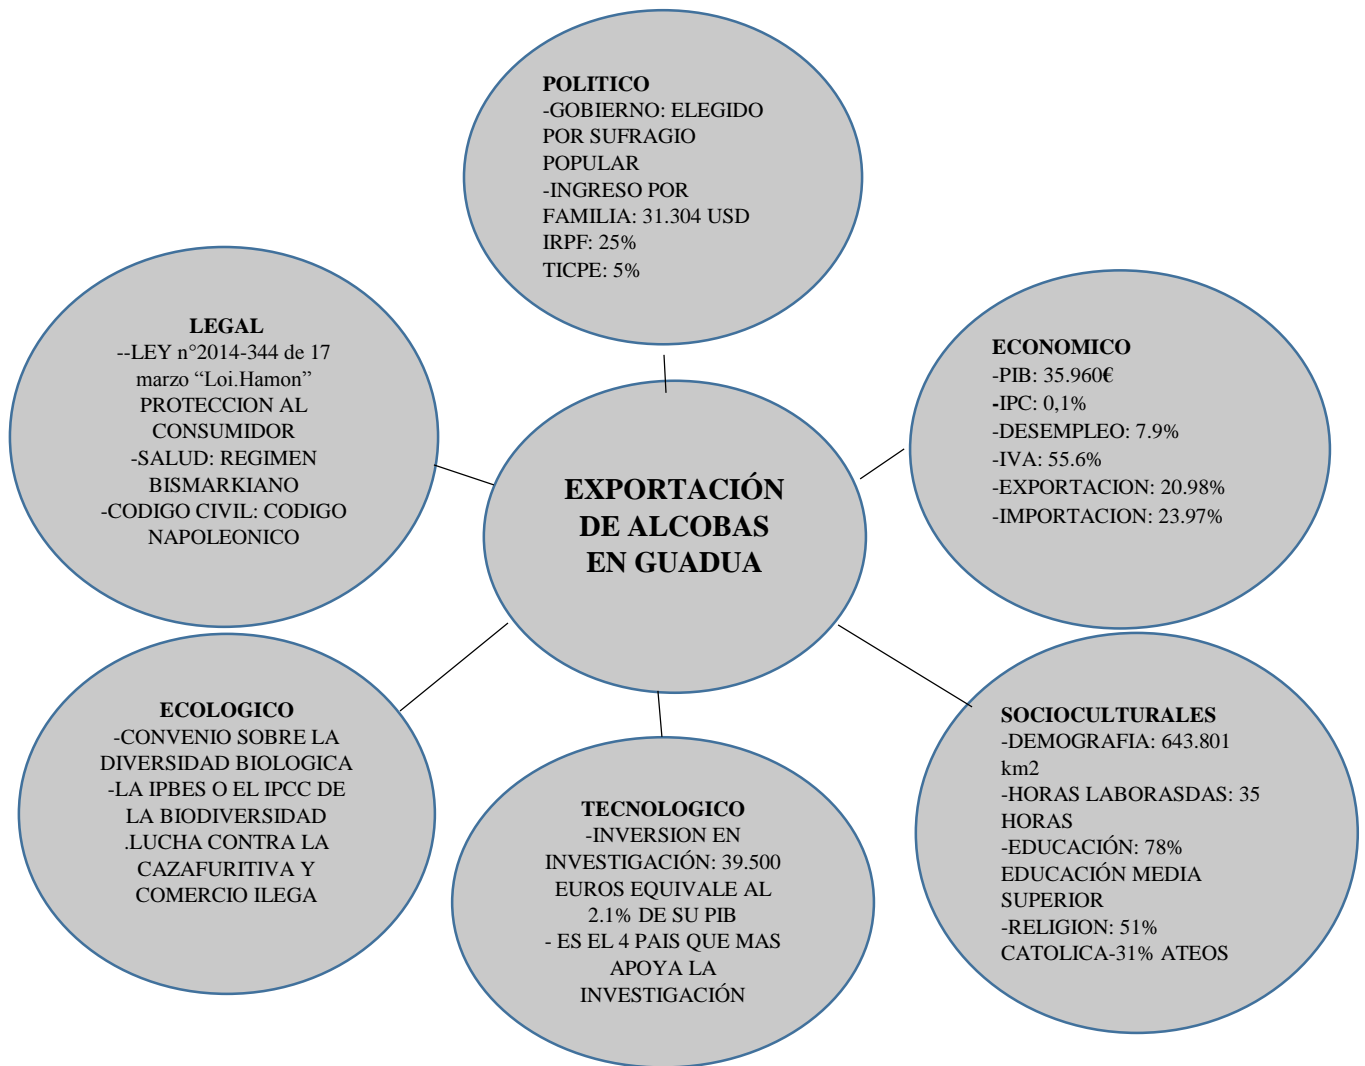 POLITICO
-GOBIERNO: ELEGIDO
POR SUFRAGIO
POPULAR
-INGRESO POR
FAMILIA: 31.304 USD
IRPF: 25%
TICPE: 5%
LEGAL
--LEY n°2014-344 de 17
marzo “Loi.Hamon”
PROTECCION AL
CONSUMIDOR
-SALUD: REGIMEN
BISMARKIANO
-CODIGO CIVIL: CODIGO
NAPOLEONICO
ECONOMICO
-PIB: 35.960€
-IPC: 0,1%
-DESEMPLEO: 7.9%
-IVA: 55.6%
-EXPORTACION: 20.98%
-IMPORTACION: 23.97%
EXPORTACIÓN
DE ALCOBAS
EN GUADUA
ECOLOGICO
-CONVENIO SOBRE LA
DIVERSIDAD BIOLOGICA
-LA IPBES O EL IPCC DE
LA BIODIVERSIDAD
.LUCHA CONTRA LA
CAZAFURITIVA Y
COMERCIO ILEGA
TECNOLOGICO
-INVERSION EN
INVESTIGACIÓN: 39.500
EUROS EQUIVALE AL
2.1% DE SU PIB
- ES EL 4 PAIS QUE MAS
APOYA LA
INVESTIGACIÓN
SOCIOCULTURALES
-DEMOGRAFIA: 643.801
km2
-HORAS LABORASDAS: 35
HORAS
-EDUCACIÓN: 78%
EDUCACIÓN MEDIA
SUPERIOR
-RELIGION: 51%
CATOLICA-31% ATEOS